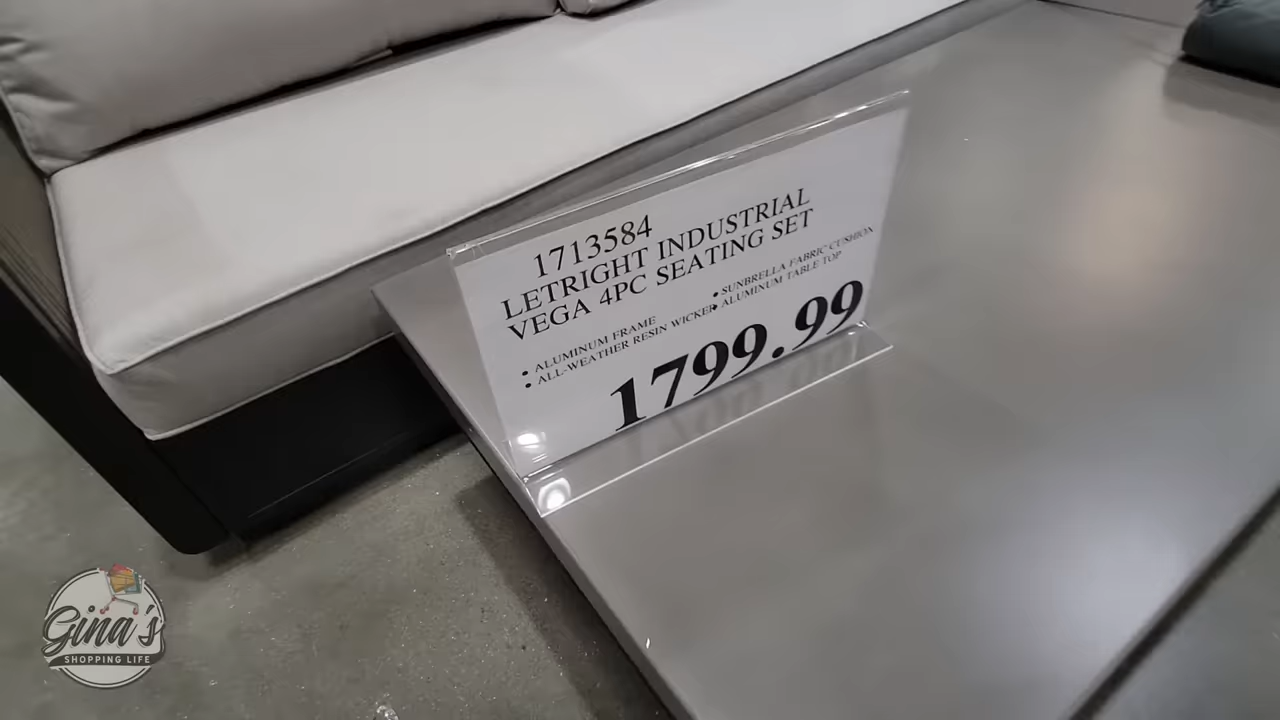 1713584
LETRIGHT INDUSTRIAL
VEGA 4PC SEATING SET
• ALUMINUM FRAME
• ALL-WEATHER RESIN WICKER
• SUNBRELLA FABRIC CUSHION
• ALUMINUM TABLE TOP
1799.99
Gina's
SHOPPING LIFE